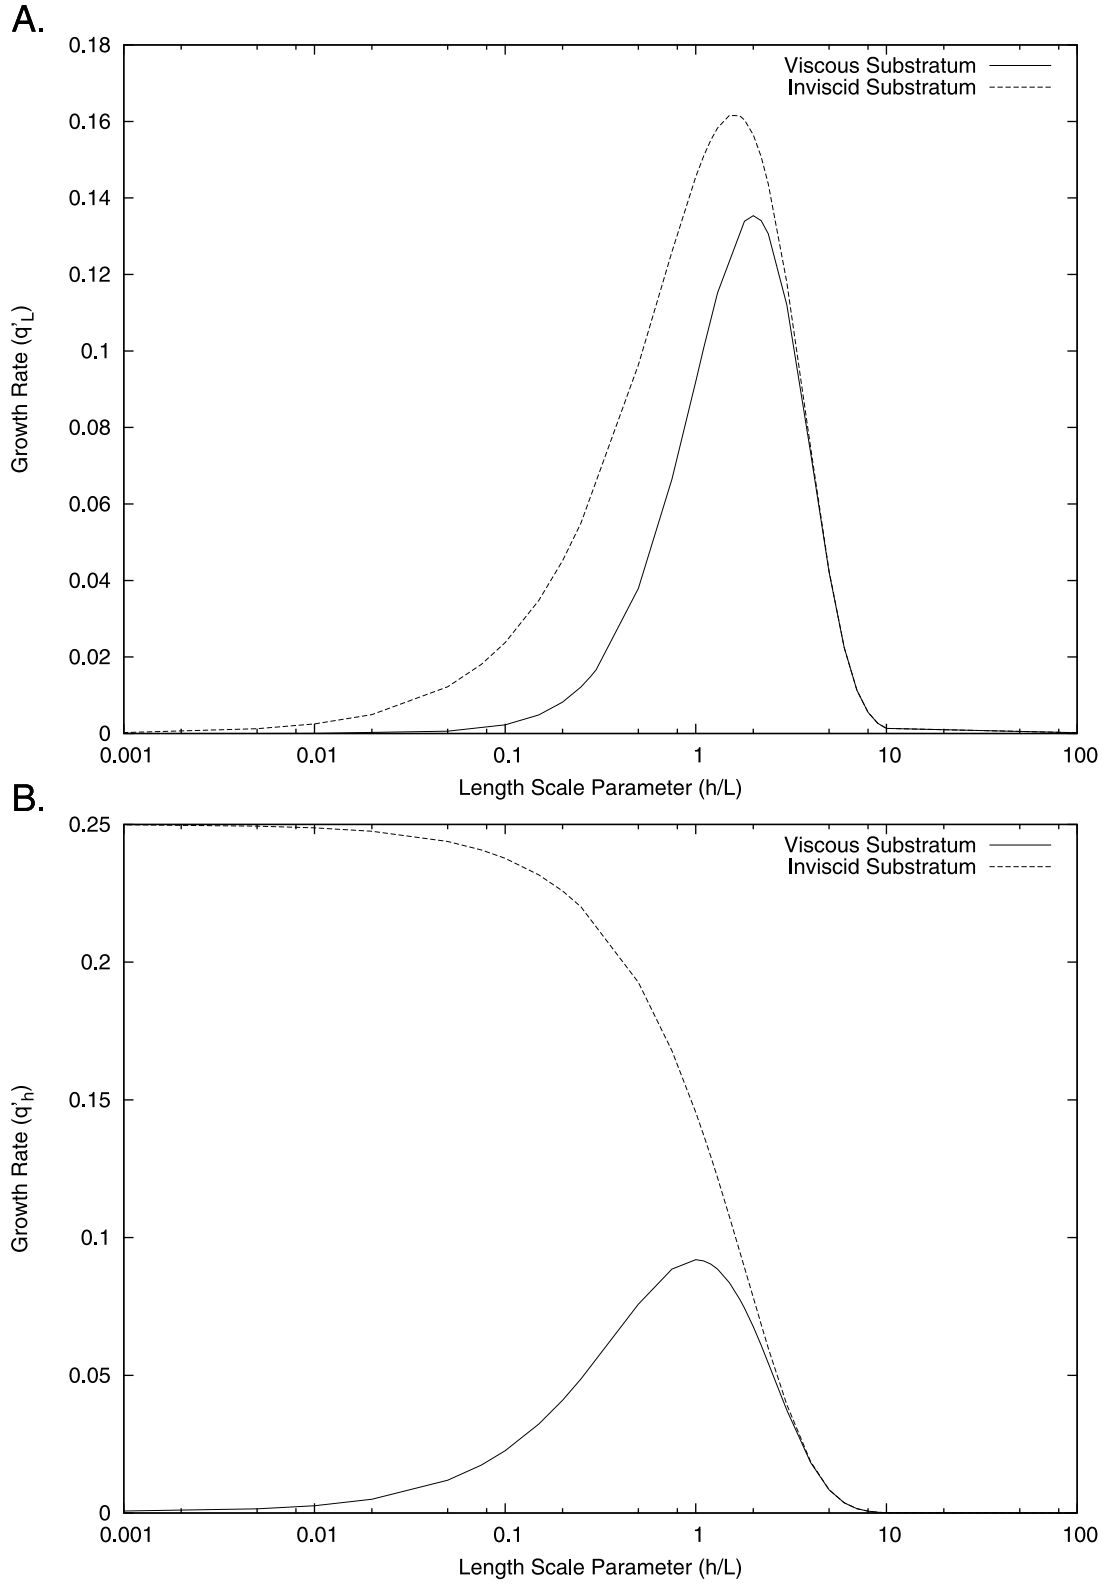 A.
0.18
0.16
0.14
0.12
0.1
0.08
0.06
0.04
0.02
0
Growth Rate (q'L)
Viscous Substratum
Inviscid Substratum
0.001 0.01 0.1 1 10 100
Length Scale Parameter (h/L)
B.
0.25
0.2
0.15
0.1
0.05
0
Growth Rate (q'h)
Viscous Substratum
Inviscid Substratum
0.001 0.01 0.1 1 10 100
Length Scale Parameter (h/L)